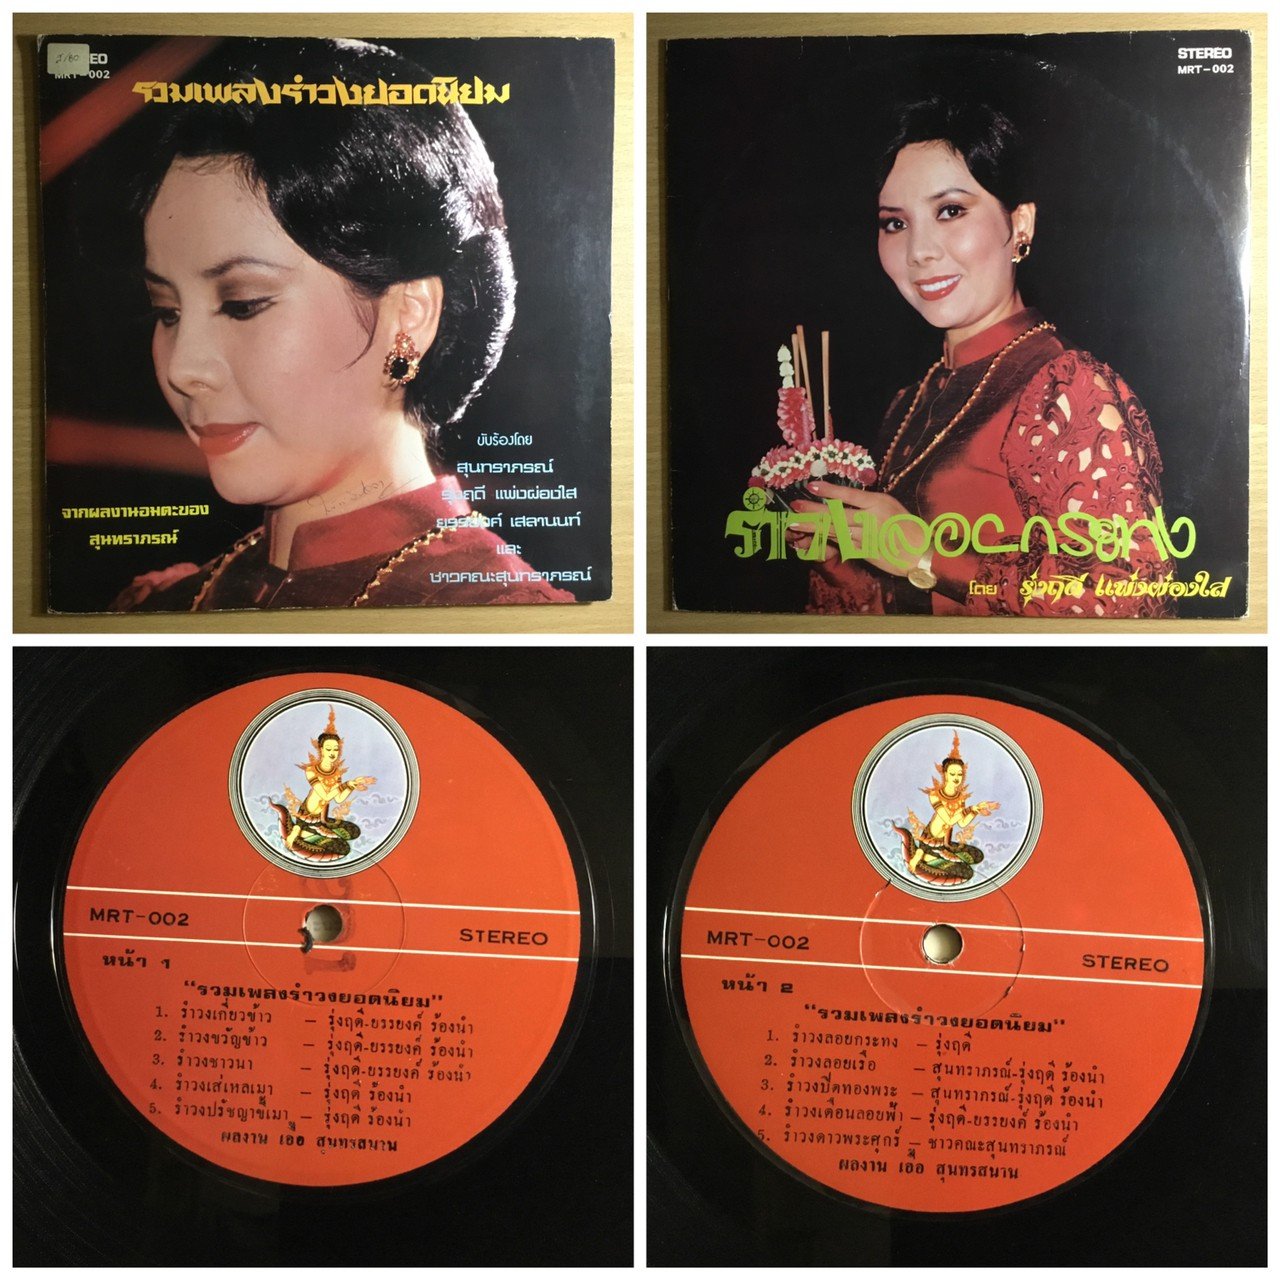 STEREO
MRT-002
รวมเพลงรำวงยอดนิยม
ขับร้องโดย
สุนทราภรณ์
รุ่งฤดี แพ่งผ่องใส
ยรรยงค์ เสลานนท์
และ
ชาวคณะสุนทราภรณ์
จากผลงานอมตะของ
สุนทราภรณ์
STEREO
MRT-002
รำวงลอยกระทง
โดย รุ่งฤดี แพ่งผ่องใส
MRT-002
STEREO
หน้า 1
"รวมเพลงรำวงยอดนิยม"
1. รำวงเกี่ยวข้าว – รุ่งฤดี-ยรรยงค์ ร้องนำ
2. รำวงขวัญข้าว – รุ่งฤดี-ยรรยงค์ ร้องนำ
3. รำวงชาวนา – รุ่งฤดี-ยรรยงค์ ร้องนำ
4. รำวงเส่เหลเมา – รุ่งฤดี ร้องนำ
5. รำวงปรัชญาขี้เมา – รุ่งฤดี ร้องนำ
ผลงาน เอื้อ สุนทรสนาน
MRT-002
STEREO
หน้า 2
"รวมเพลงรำวงยอดนิยม"
1. รำวงลอยกระทง – รุ่งฤดี
2. รำวงลอยเรือ – สุนทราภรณ์-รุ่งฤดี ร้องนำ
3. รำวงปิดทองพระ – สุนทราภรณ์-รุ่งฤดี ร้องนำ
4. รำวงเดือนลอยฟ้า – รุ่งฤดี-ยรรยงค์ ร้องนำ
5. รำวงดาวพระศุกร์ – ชาวคณะสุนทราภรณ์
ผลงาน เอื้อ สุนทรสนาน